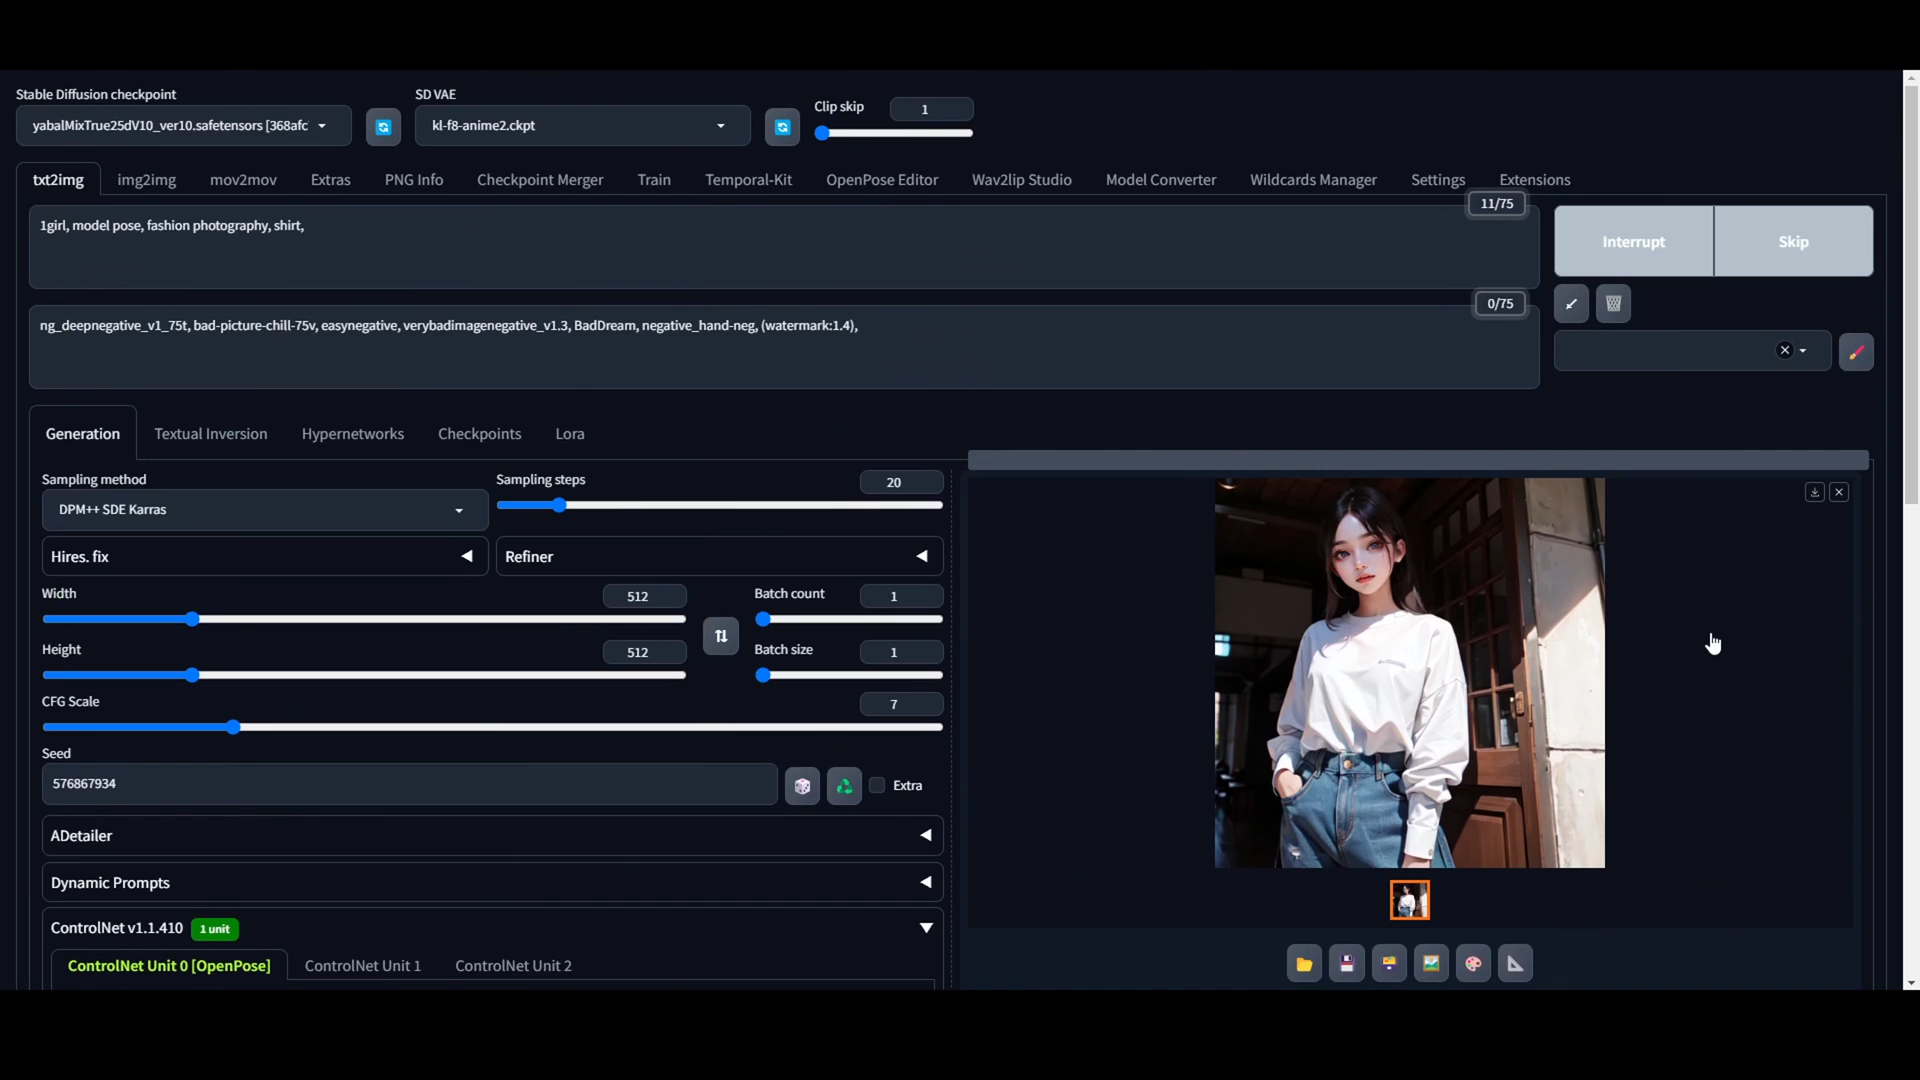 Stable Diffusion checkpoint
SD VAE
Clip skip
1
yabalMixTrue25dV10_ver10.safetensors [368afc
kl-f8-anime2.ckpt
txt2img
img2img
mov2mov
Extras
PNG Info
Checkpoint Merger
Train
Temporal-Kit
OpenPose Editor
Wav2lip Studio
Model Converter
Wildcards Manager
Settings
Extensions
11/75
1girl, model pose, fashion photography, shirt,
Interrupt
Skip
0/75
ng_deepnegative_v1_75t, bad-picture-chill-75v, easynegative, verybadimagenegative_v1.3, BadDream, negative_hand-neg, (watermark:1.4),
Generation
Textual Inversion
Hypernetworks
Checkpoints
Lora
Sampling method
Sampling steps
20
DPM++ SDE Karras
Hires. fix
Refiner
Width
512
Batch count
1
Height
512
Batch size
1
CFG Scale
7
Seed
576867934
Extra
ADetailer
Dynamic Prompts
ControlNet v1.1.410
1 unit
ControlNet Unit 0 [OpenPose]
ControlNet Unit 1
ControlNet Unit 2